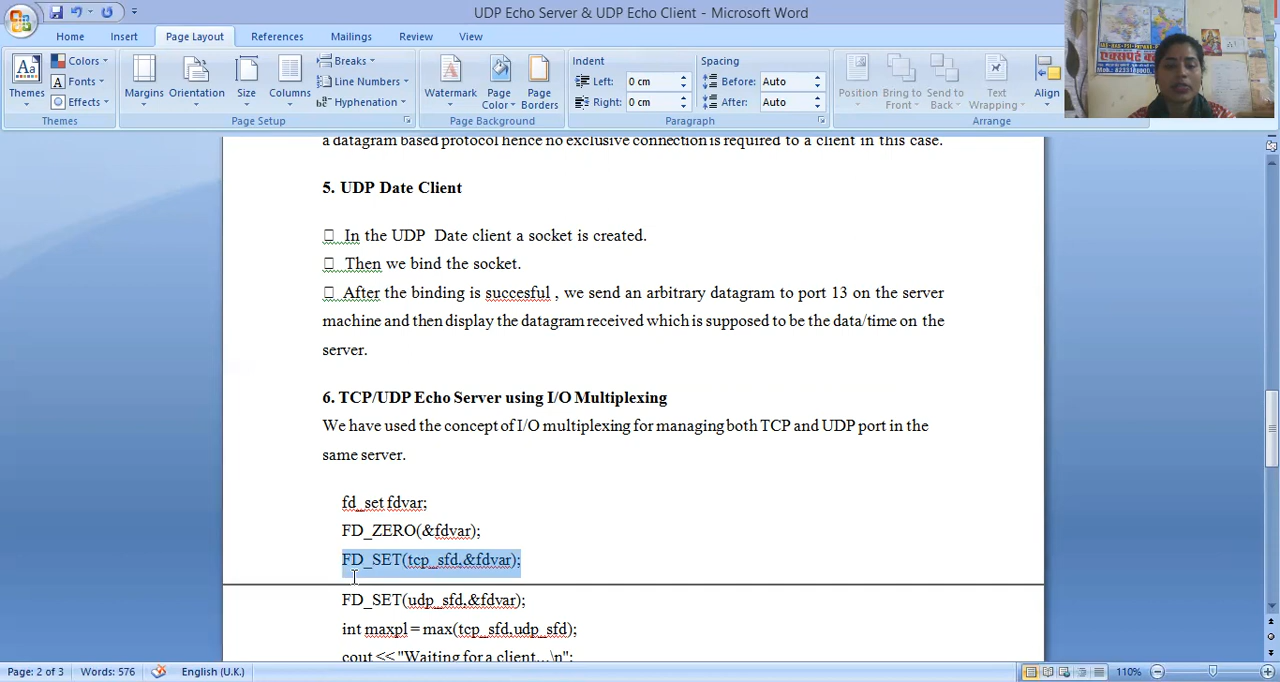 UDP Echo Server & UDP Echo Client - Microsoft Word
Home Insert Page Layout References Mailings Review View
Aa Themes Colors Fonts Effects
Themes
Margins Orientation Size Columns Breaks Line Numbers Hyphenation
Page Setup
Watermark Page Color Page Borders
Page Background
Indent Spacing
Left: 0 cm Before: Auto
Right: 0 cm After: Auto
Paragraph
Position Bring to Front Send to Back Text Wrapping Align
Arrange
a datagram based protocol hence no exclusive connection is required to a client in this case.
5. UDP Date Client
In the UDP Date client a socket is created.
Then we bind the socket.
After the binding is succesful , we send an arbitrary datagram to port 13 on the server
machine and then display the datagram received which is supposed to be the data/time on the
server.
6. TCP/UDP Echo Server using I/O Multiplexing
We have used the concept of I/O multiplexing for managing both TCP and UDP port in the
same server.
fd_set fdvar;
FD_ZERO(&fdvar);
FD_SET(tcp_sfd,&fdvar);
FD_SET(udp_sfd,&fdvar);
int maxpl = max(tcp_sfd,udp_sfd);
cout << "Waiting for a client...\n";
Page: 2 of 3 Words: 576 English (U.K.) 110%